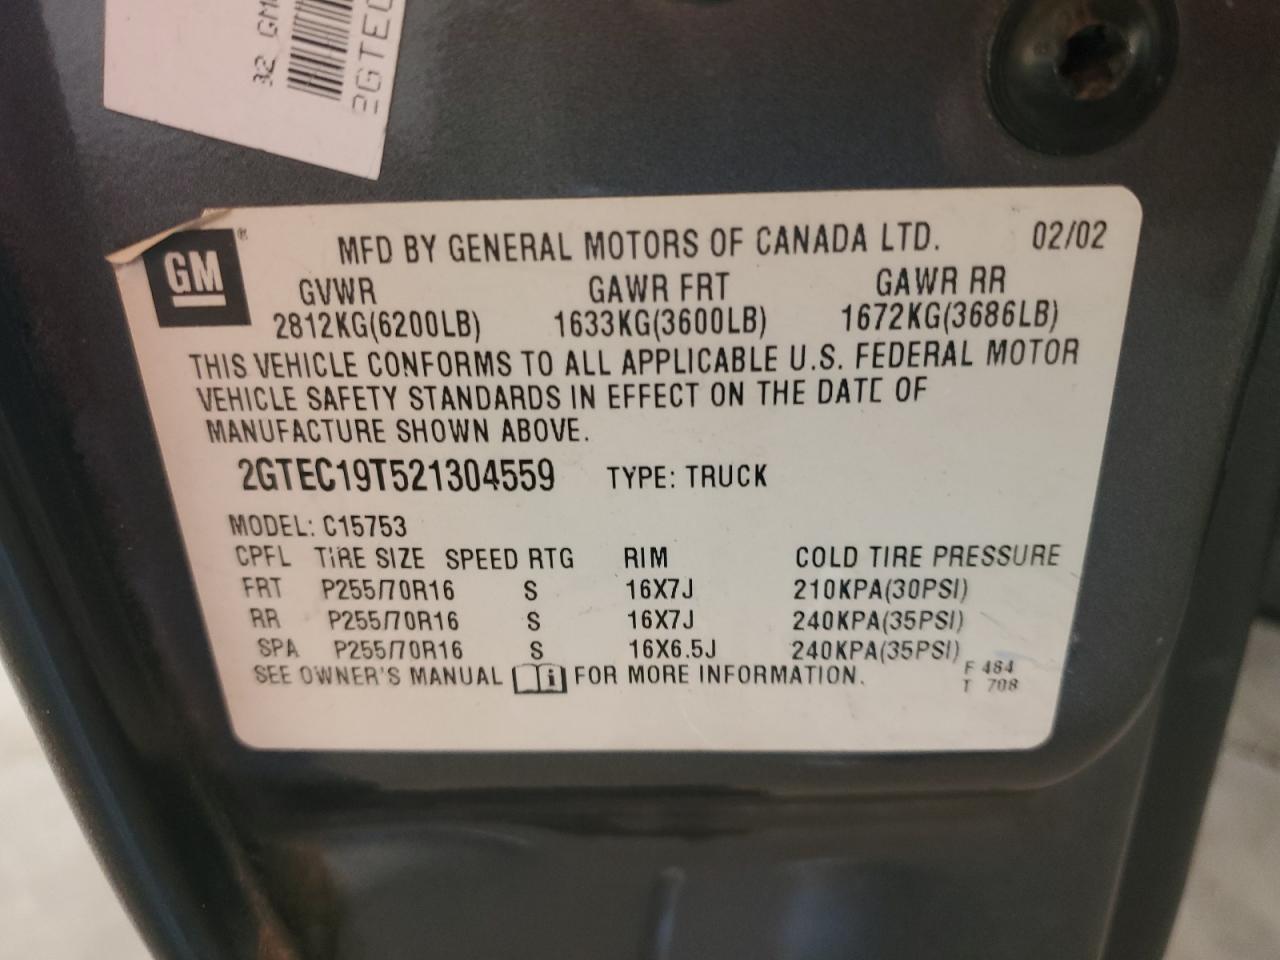 32 GM
2GTEC
GM®
MFD BY GENERAL MOTORS OF CANADA LTD. 02/02
GVWR GAWR FRT GAWR RR
2812KG(6200LB) 1633KG(3600LB) 1672KG(3686LB)
THIS VEHICLE CONFORMS TO ALL APPLICABLE U.S. FEDERAL MOTOR
VEHICLE SAFETY STANDARDS IN EFFECT ON THE DATE OF
MANUFACTURE SHOWN ABOVE.
2GTEC19T521304559 TYPE: TRUCK
MODEL: C15753
CPFL TIRE SIZE SPEED RTG RIM COLD TIRE PRESSURE
FRT P255/70R16 S 16X7J 210KPA(30PSI)
RR P255/70R16 S 16X7J 240KPA(35PSI)
SPA P255/70R16 S 16X6.5J 240KPA(35PSI)
SEE OWNER'S MANUAL i FOR MORE INFORMATION.
F 484
T 708